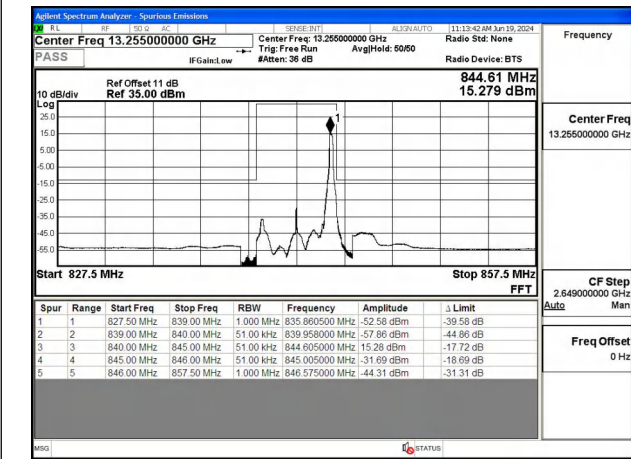 Agilent Spectrum Analyzer - Spurious Emissions
RL RF 50 Ω AC SENSE:INT ALIGN AUTO 11:13:42 AM Jun 19, 2024
Center Freq 13.255000000 GHz
Center Freq: 13.255000000 GHz
Radio Std: None
Trig: Free Run Avg|Hold: 50/50
PASS
IFGain:Low
#Atten: 36 dB
Radio Device: BTS
Ref Offset 11 dB
844.61 MHz
10 dB/div Ref 35.00 dBm
15.279 dBm
Log
25.0
15.0
5.00
-5.00
-15.0
-25.0
-35.0
-45.0
-55.0
1
Start 827.5 MHz
Stop 857.5 MHz
FFT
Spur Range Start Freq Stop Freq RBW Frequency Amplitude Δ Limit
1 1 827.50 MHz 839.00 MHz 1.000 MHz 835.860500 MHz -52.58 dBm -39.58 dB
2 2 839.00 MHz 840.00 MHz 51.00 kHz 839.958000 MHz -57.86 dBm -44.86 dB
3 3 840.00 MHz 845.00 MHz 51.00 kHz 844.605000 MHz 15.28 dBm -17.72 dB
4 4 845.00 MHz 846.00 MHz 51.00 kHz 845.005000 MHz -31.69 dBm -18.69 dB
5 5 846.00 MHz 857.50 MHz 1.000 MHz 846.575000 MHz -44.31 dBm -31.31 dB
MSG
STATUS
Frequency
Center Freq
13.255000000 GHz
CF Step
2.649000000 GHz
Auto Man
Freq Offset
0 Hz